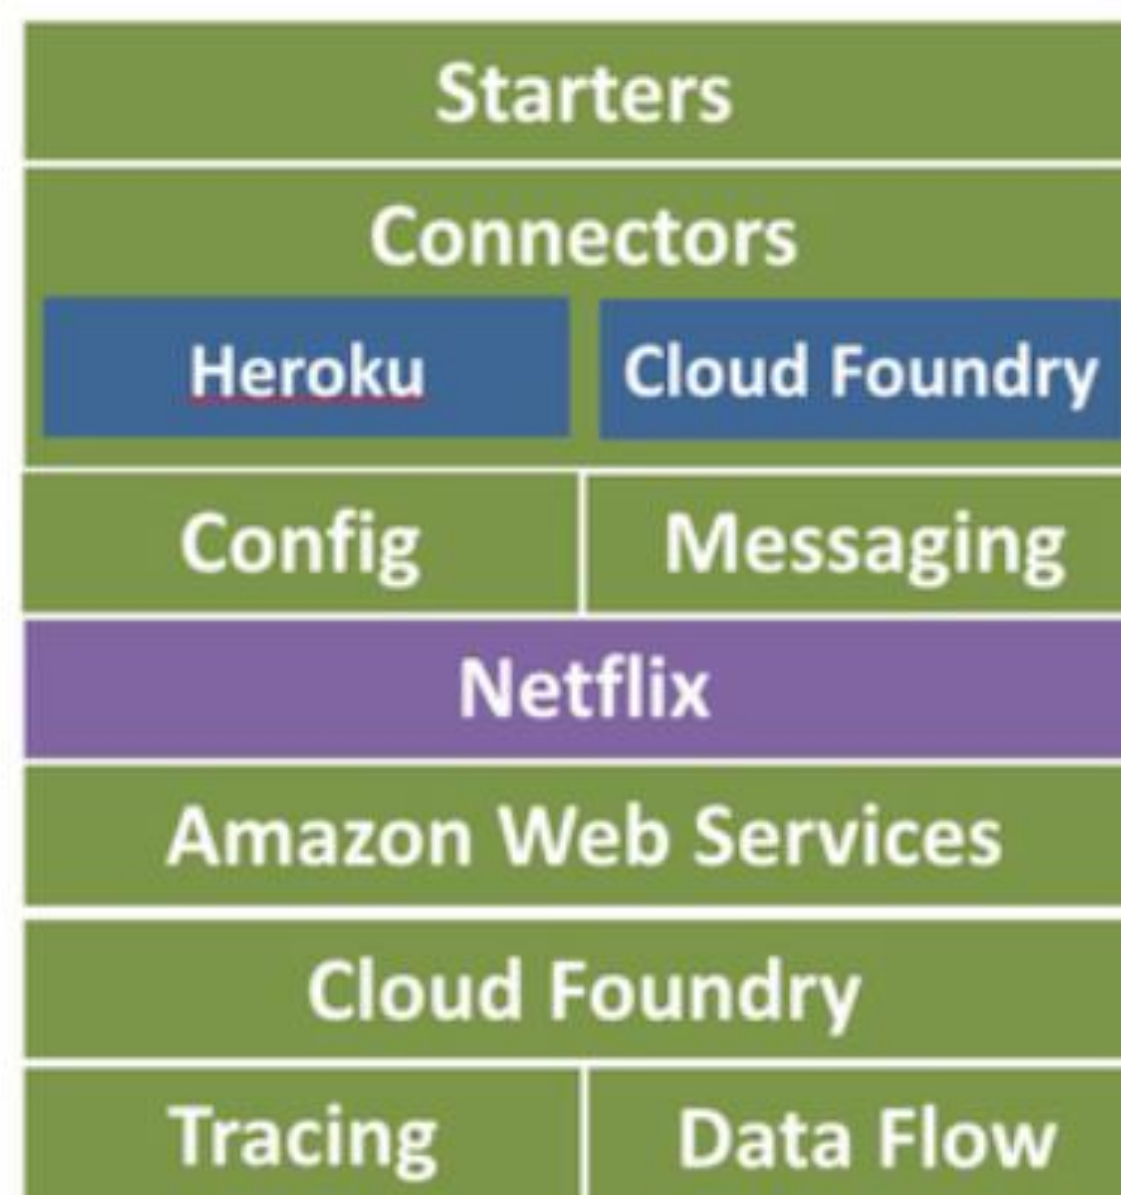 Starters
Connectors
Heroku
Cloud Foundry
Config
Messaging
Netflix
Amazon Web Services
Cloud Foundry
Tracing
Data Flow